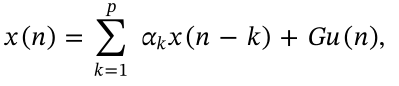 x(n) = ∑_{k=1}^{p} α_k x(n − k) + Gu(n),